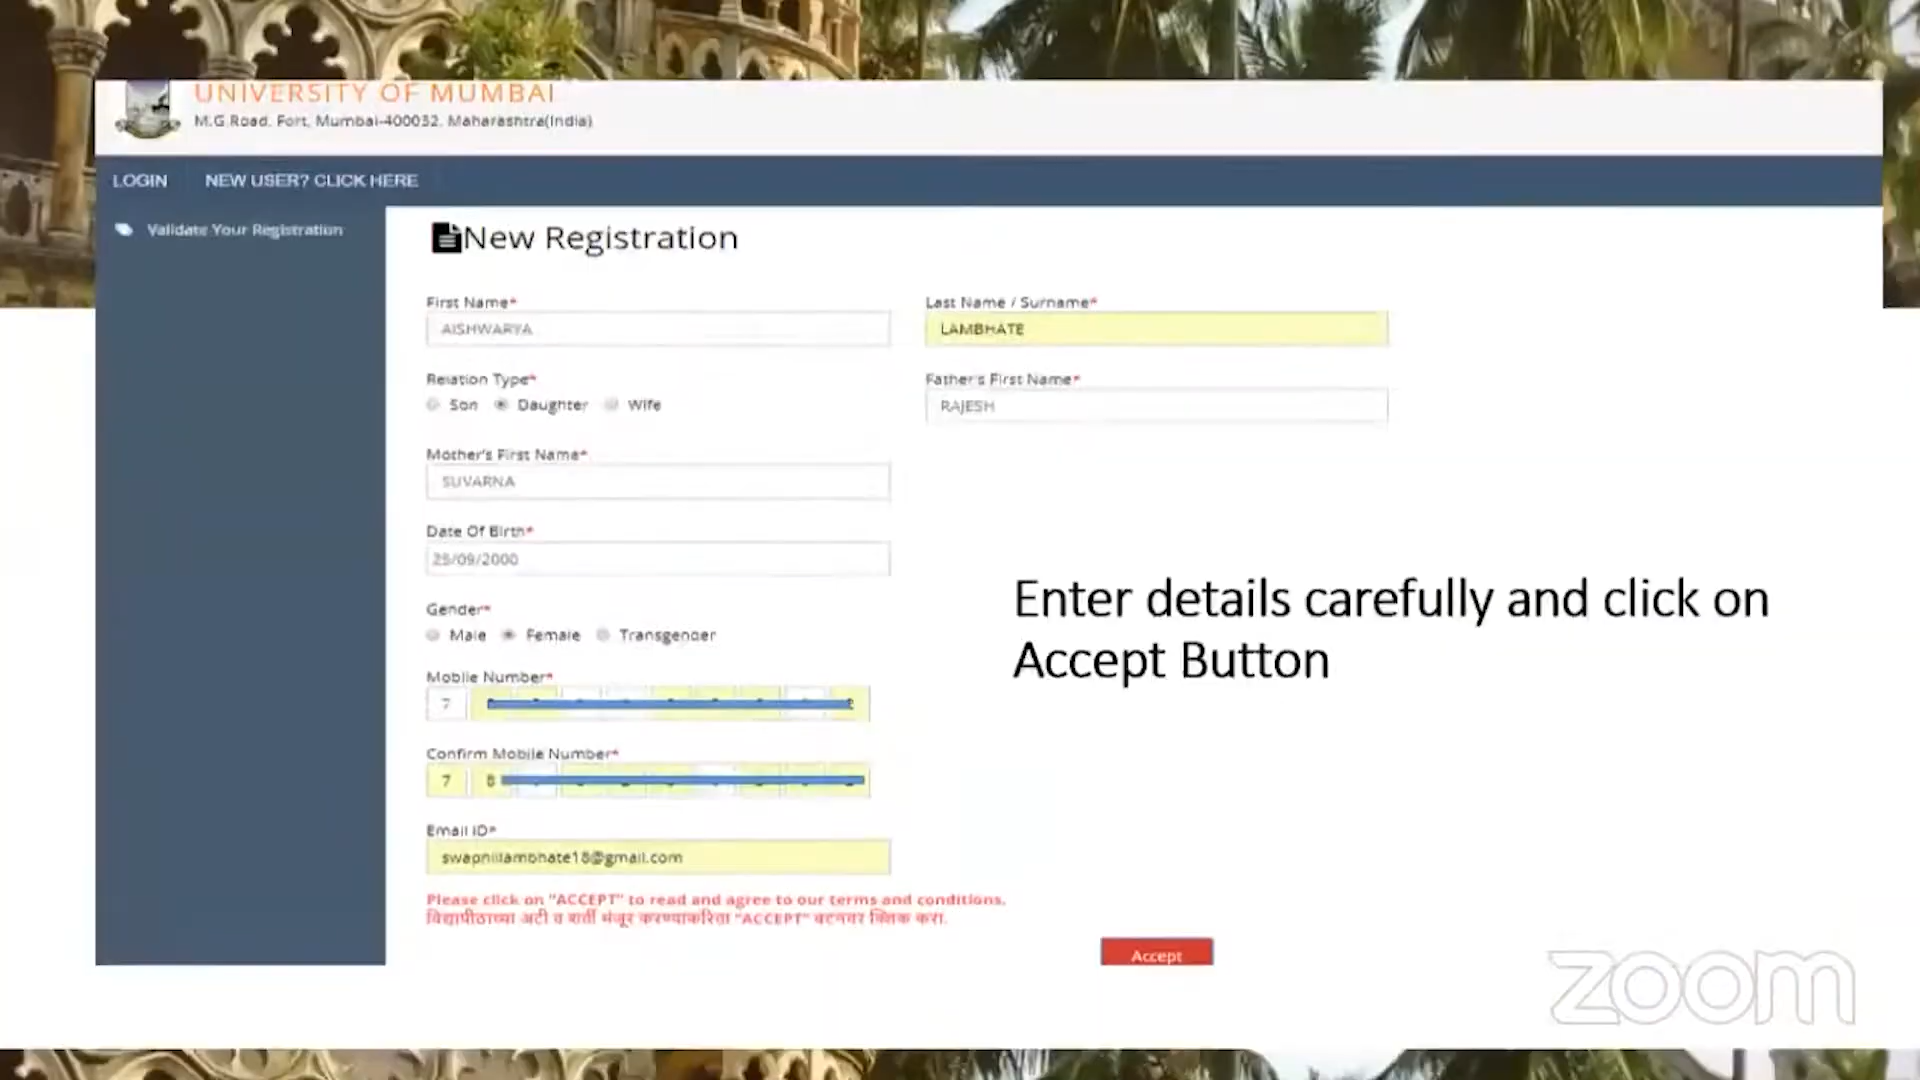 UNIVERSITY OF MUMBAI
M.G.Road, Fort, Mumbai-400032, Maharashtra(India)
LOGIN NEW USER? CLICK HERE
Validate Your Registration
New Registration
First Name* Last Name / Surname*
AISHWARYA LAMBHATE
Relation Type* Father's First Name*
Son Daughter Wife RAJESH
Mother's First Name*
SUVARNA
Date Of Birth*
25/09/2000
Gender*
Male Female Transgender
Enter details carefully and click on
Accept Button
Mobile Number*
7
Confirm Mobile Number*
7 8
Email ID*
swapnillambhate18@gmail.com
Please click on "ACCEPT" to read and agree to our terms and conditions.
विद्यापीठाच्या अटी व शर्ती मंजूर करण्याकरिता "ACCEPT" बटणवर क्लिक करा.
Accept
zoom